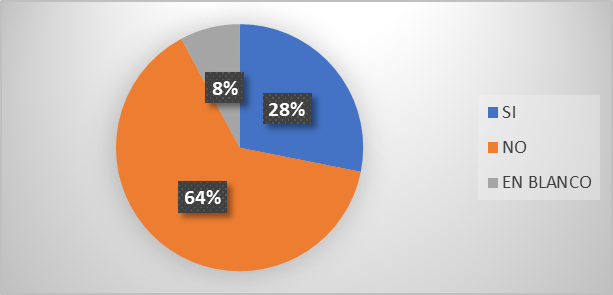 8%
28%
64%
SI
NO
EN BLANCO